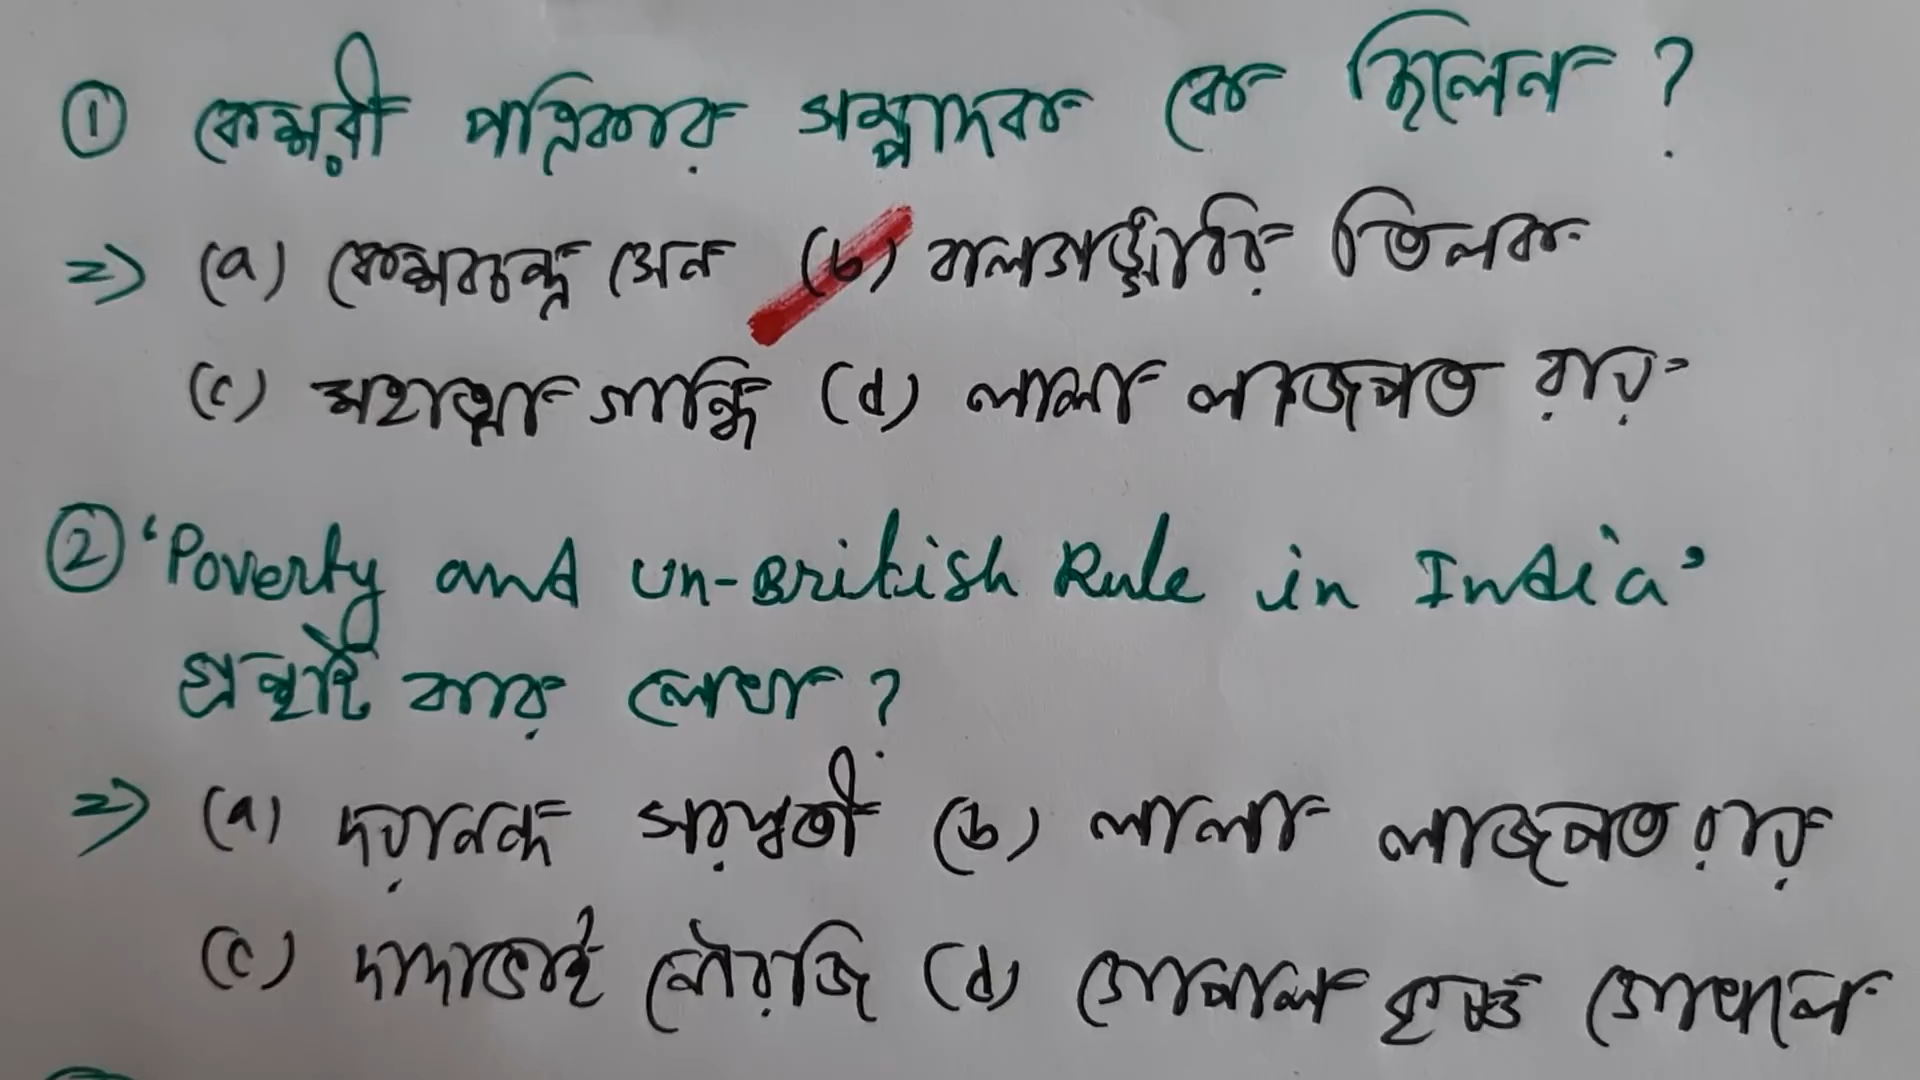 ① কেশরী পত্রিকার সম্পাদক কে ছিলেন ?
=> (a) কেশবচন্দ্র সেন (b) বালগঙ্গাধর তিলক
(c) মহাত্মা গান্ধি (d) লালা লাজপত রায়
② 'Poverty and Un-British Rule in India'
গ্রন্থটি কার লেখা ?
=> (a) দয়ানন্দ সরস্বতী (b) লালা লাজপত রায়
(c) দাদাভাই নৌরজি (d) গোপাল কৃষ্ণ গোখলে